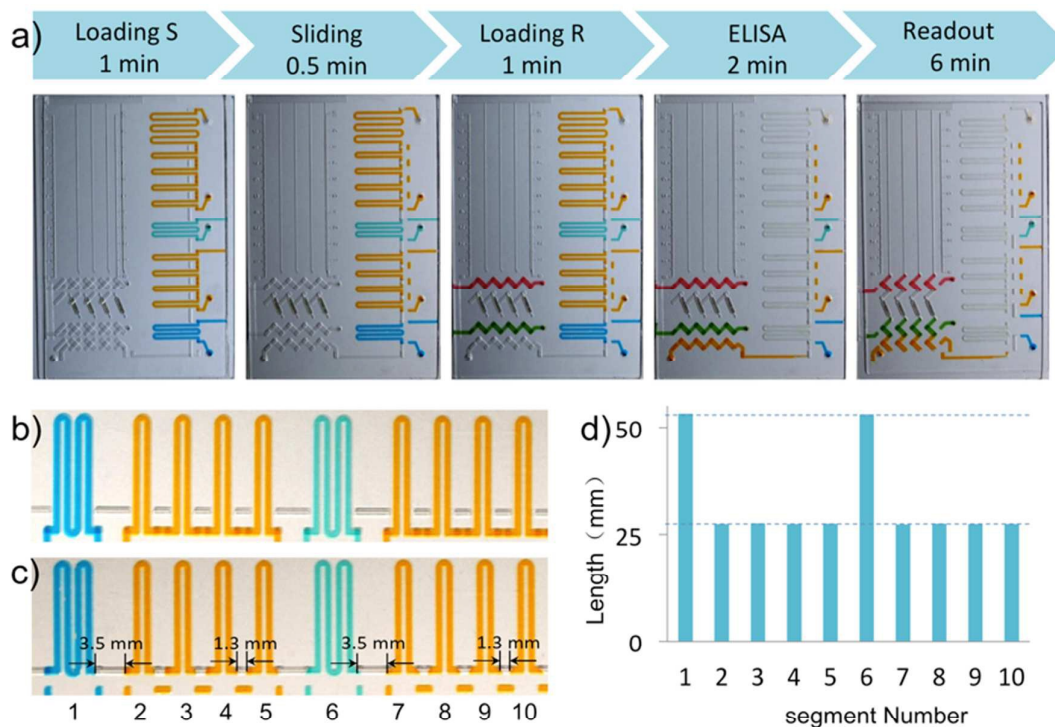 a)
Loading S
1 min
Sliding
0.5 min
Loading R
1 min
ELISA
2 min
Readout
6 min
b)
c)
3.5 mm
1.3 mm
3.5 mm
1.3 mm
1 2 3 4 5 6 7 8 9 10
d)
Length (mm)
50
25
0
1 2 3 4 5 6 7 8 9 10
segment Number